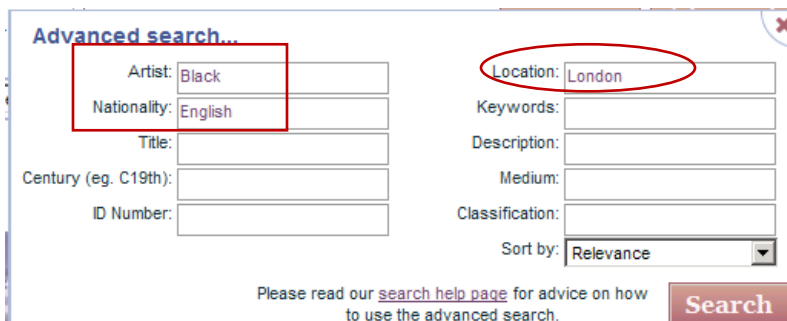 Advanced search...
Artist: Black
Location: London
Nationality: English
Keywords:
Title:
Description:
Century (eg. C19th):
Medium:
ID Number:
Classification:
Sort by: Relevance
Please read our search help page for advice on how
to use the advanced search.
Search